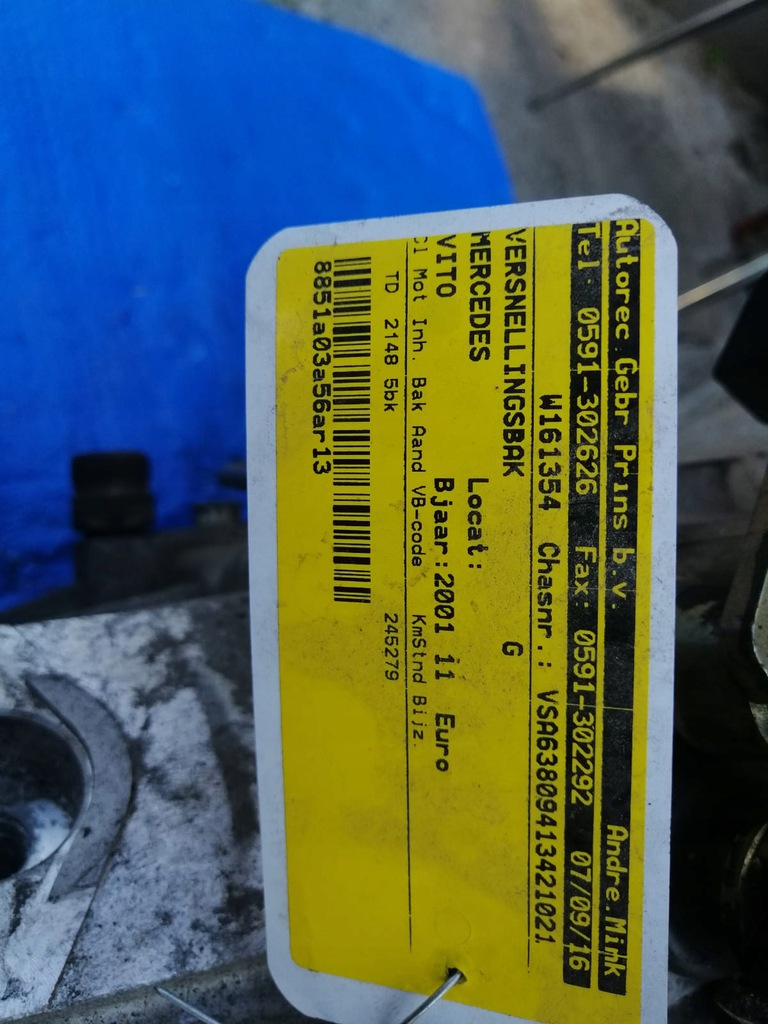 Autorec Gebr Prins b.v. Andre.Mink
Tel. 0591-302626 Fax: 0591-302292 07/09/16
W161354 Chasnr.: VSA63809413421021
VERSNELLINGSBAK G
MERCEDES Locat:
VITO Bjaar:2001 11 Euro
Cl Mot Inh. Bak Aand VB-code KmStnd Bijz.
TD 2148 5bk 245279
8851a03a56ar13